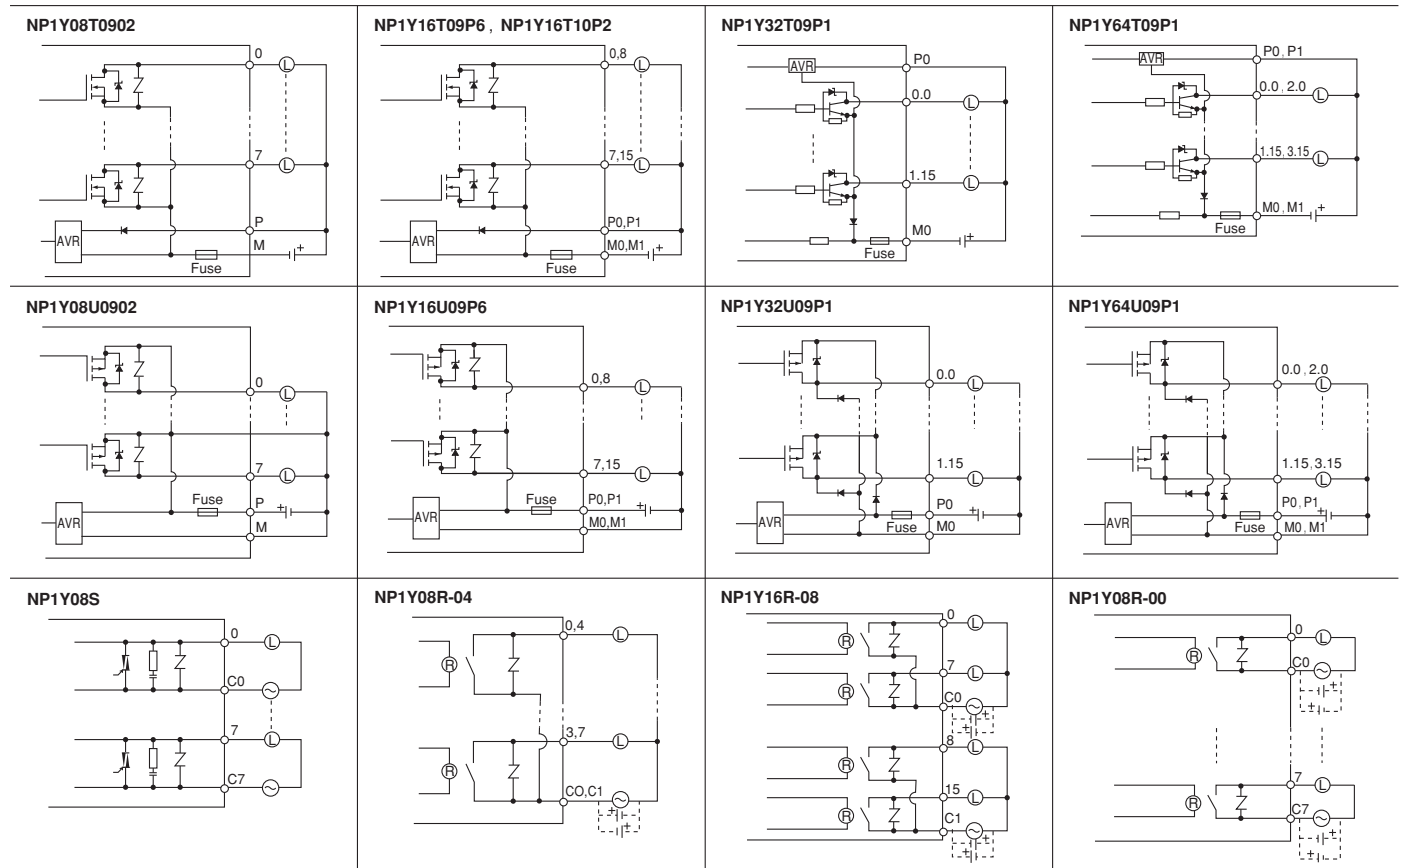 NP1Y08T0902
0
L
7
L
P
AVR
M
Fuse
+
NP1Y16T09P6 , NP1Y16T10P2
0,8
L
7,15
L
P0,P1
AVR
M0,M1
Fuse
+
NP1Y32T09P1
AVR
P0
0.0
L
1.15
L
M0
Fuse
+
NP1Y64T09P1
AVR
P0, P1
0.0 , 2.0
L
1.15, 3.15
L
M0, M1
Fuse
+
NP1Y08U0902
0
L
7
L
Fuse
P
+
AVR
M
NP1Y16U09P6
0,8
L
7,15
L
Fuse
P0,P1
+
AVR
M0,M1
NP1Y32U09P1
0.0
L
1.15
L
P0
+
AVR
Fuse
M0
NP1Y64U09P1
0.0 , 2.0
L
1.15, 3.15
L
P0, P1
+
AVR
Fuse
M0, M1
NP1Y08S
0
L
C0
7
L
C7
NP1Y08R-04
0,4
L
R
3,7
L
R
CO,C1
+
+
NP1Y16R-08
0
L
R
7
L
R
C0
+
+
8
L
R
15
L
R
C1
+
+
NP1Y08R-00
0
L
R
C0
+
+
7
L
R
C7
+
+